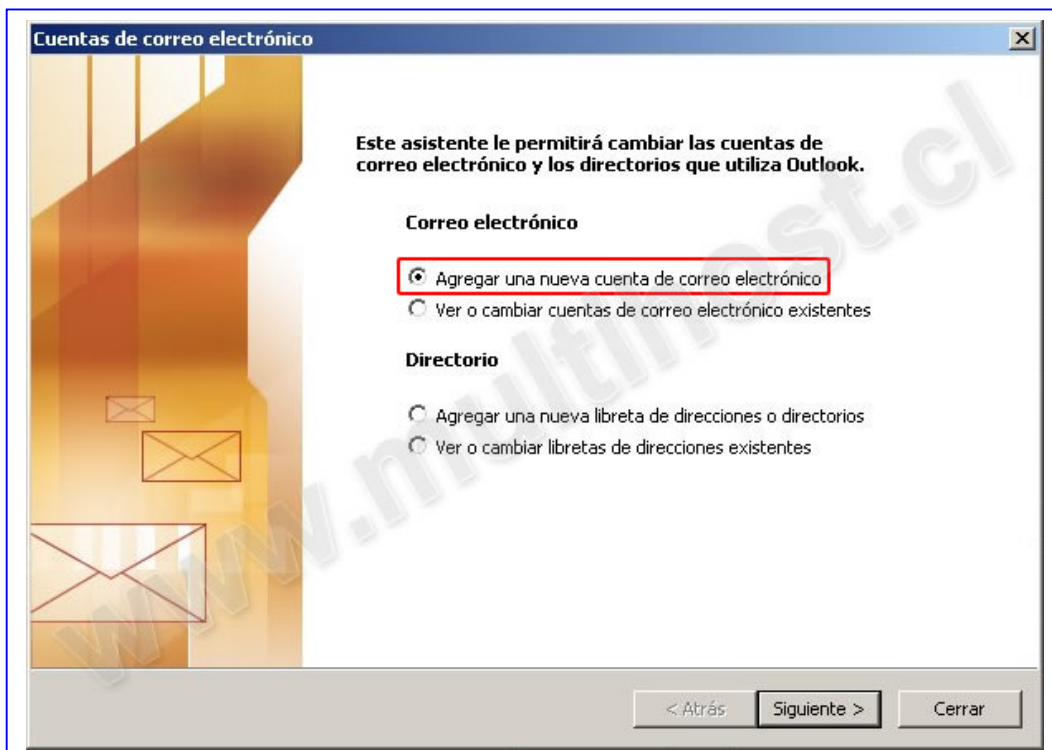 Cuentas de correo electrónico
Este asistente le permitirá cambiar las cuentas de
correo electrónico y los directorios que utiliza Outlook.
Correo electrónico
Agregar una nueva cuenta de correo electrónico
Ver o cambiar cuentas de correo electrónico existentes
Directorio
Agregar una nueva libreta de direcciones o directorios
Ver o cambiar libretas de direcciones existentes
www.multihost.cl
< Atrás
Siguiente >
Cerrar